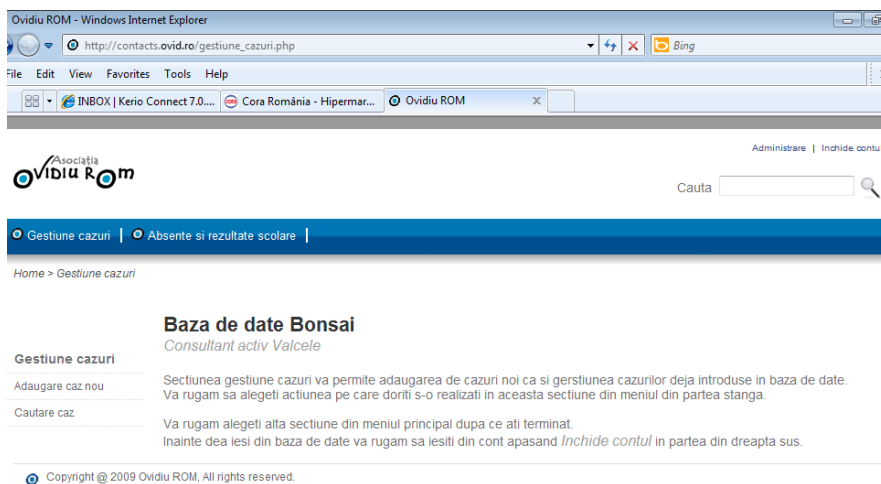 Ovidiu ROM - Windows Internet Explorer
http://contacts.ovid.ro/gestiune_cazuri.php
Bing
File Edit View Favorites Tools Help
INBOX | Kerio Connect 7.0.... Cora România - Hipermar... Ovidiu ROM
Administrare | Inchide contul
Asociația
OVIDIU ROM
Cauta
Gestiune cazuri | Absente si rezultate scolare |
Home > Gestiune cazuri
Baza de date Bonsai
Consultant activ Valcele
Gestiune cazuri
Adaugare caz nou
Cautare caz
Sectiunea gestiune cazuri va permite adaugarea de cazuri noi ca si gerstiunea cazurilor deja introduse in baza de date.
Va rugam sa alegeti actiunea pe care doriti s-o realizati in aceasta sectiune din meniul din partea stanga.
Va rugam alegeti alta sectiune din meniul principal dupa ce ati terminat.
Inainte dea iesi din baza de date va rugam sa iesiti din cont apasand Inchide contul in partea din dreapta sus.
Copyright @ 2009 Ovidiu ROM, All rights reserved.